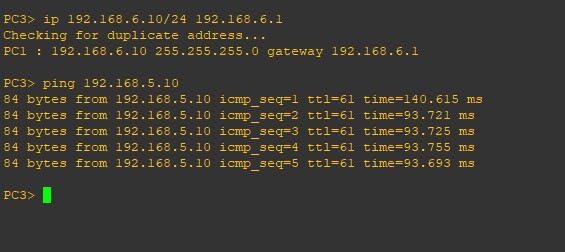 PC3> ip 192.168.6.10/24 192.168.6.1
Checking for duplicate address...
PC1 : 192.168.6.10 255.255.255.0 gateway 192.168.6.1
PC3> ping 192.168.5.10
84 bytes from 192.168.5.10 icmp_seq=1 ttl=61 time=140.615 ms
84 bytes from 192.168.5.10 icmp_seq=2 ttl=61 time=93.721 ms
84 bytes from 192.168.5.10 icmp_seq=3 ttl=61 time=93.725 ms
84 bytes from 192.168.5.10 icmp_seq=4 ttl=61 time=93.755 ms
84 bytes from 192.168.5.10 icmp_seq=5 ttl=61 time=93.693 ms
PC3>